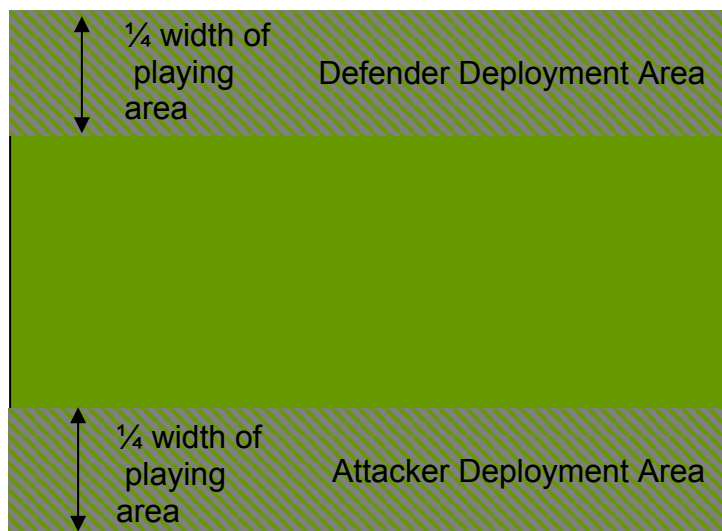 ¼ width of
playing
area
Defender Deployment Area
¼ width of
playing
area
Attacker Deployment Area